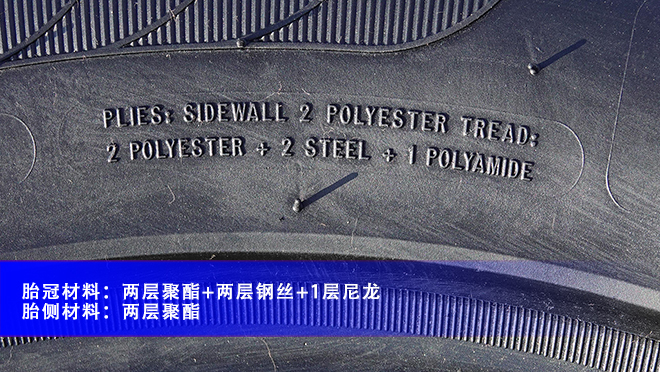 PLIES: SIDEWALL 2 POLYESTER TREAD:
2 POLYESTER + 2 STEEL + 1 POLYAMIDE
胎冠材料：两层聚酯+两层钢丝+1层尼龙
胎侧材料：两层聚酯